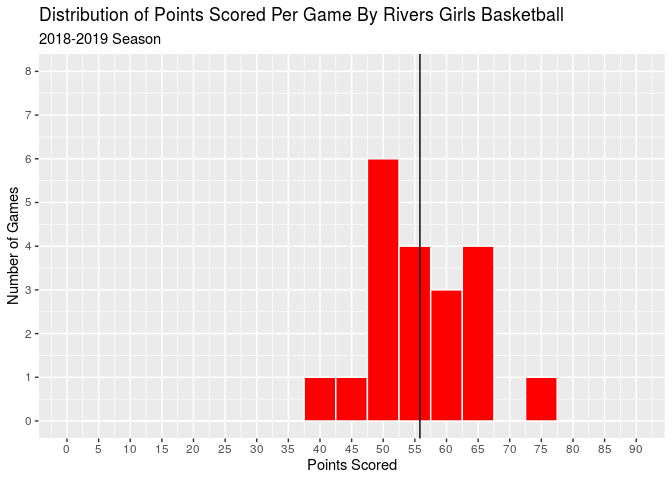 Distribution of Points Scored Per Game By Rivers Girls Basketball
2018-2019 Season
8
7
6
5
4
3
2
1
0
Number of Games
0 5 10 15 20 25 30 35 40 45 50 55 60 65 70 75 80 85 90
Points Scored